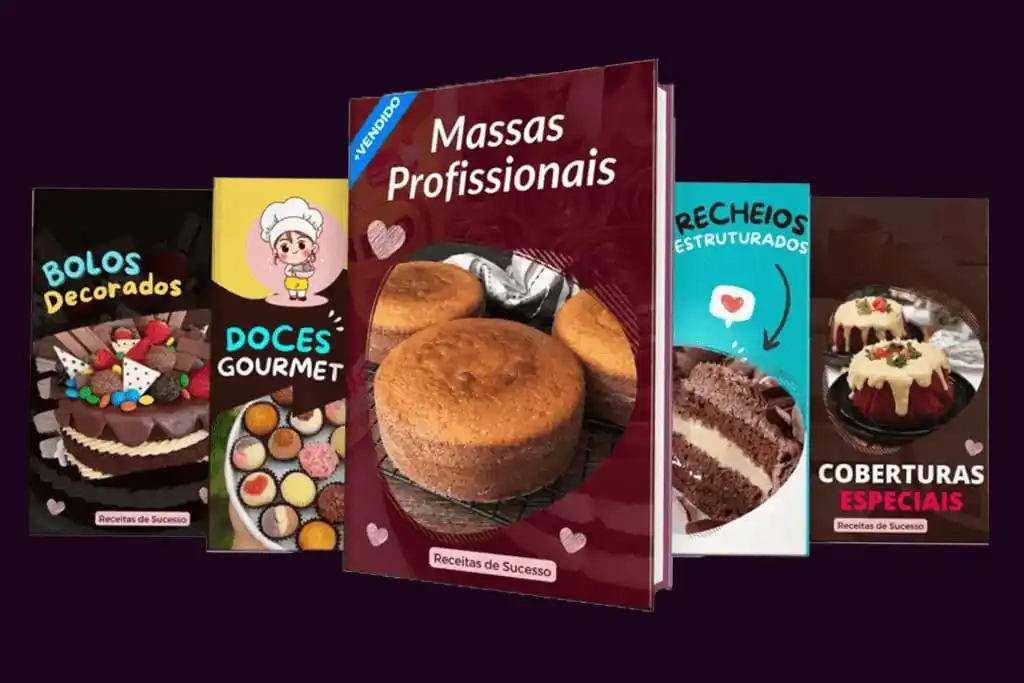 BOLOS
Decorados
Receitas de Sucesso
DOCES
GOURMET
+VENDIDO
Massas
Profissionais
Receitas de Sucesso
RECHEIOS
ESTRUTURADOS
COBERTURAS
ESPECIAIS
Receitas de Sucesso